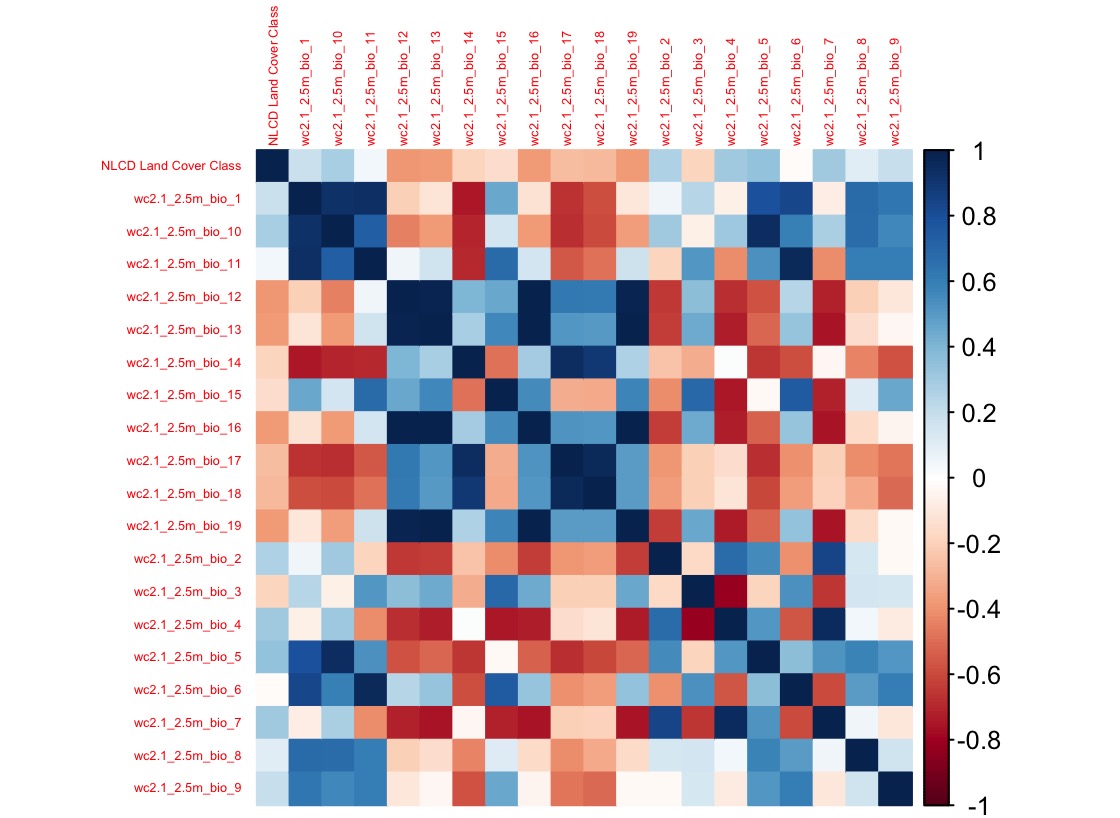 NLCD Land Cover Class
wc2.1_2.5m_bio_1
wc2.1_2.5m_bio_10
wc2.1_2.5m_bio_11
wc2.1_2.5m_bio_12
wc2.1_2.5m_bio_13
wc2.1_2.5m_bio_14
wc2.1_2.5m_bio_15
wc2.1_2.5m_bio_16
wc2.1_2.5m_bio_17
wc2.1_2.5m_bio_18
wc2.1_2.5m_bio_19
wc2.1_2.5m_bio_2
wc2.1_2.5m_bio_3
wc2.1_2.5m_bio_4
wc2.1_2.5m_bio_5
wc2.1_2.5m_bio_6
wc2.1_2.5m_bio_7
wc2.1_2.5m_bio_8
wc2.1_2.5m_bio_9
NLCD Land Cover Class
wc2.1_2.5m_bio_1
wc2.1_2.5m_bio_10
wc2.1_2.5m_bio_11
wc2.1_2.5m_bio_12
wc2.1_2.5m_bio_13
wc2.1_2.5m_bio_14
wc2.1_2.5m_bio_15
wc2.1_2.5m_bio_16
wc2.1_2.5m_bio_17
wc2.1_2.5m_bio_18
wc2.1_2.5m_bio_19
wc2.1_2.5m_bio_2
wc2.1_2.5m_bio_3
wc2.1_2.5m_bio_4
wc2.1_2.5m_bio_5
wc2.1_2.5m_bio_6
wc2.1_2.5m_bio_7
wc2.1_2.5m_bio_8
wc2.1_2.5m_bio_9
1
0.8
0.6
0.4
0.2
0
-0.2
-0.4
-0.6
-0.8
-1